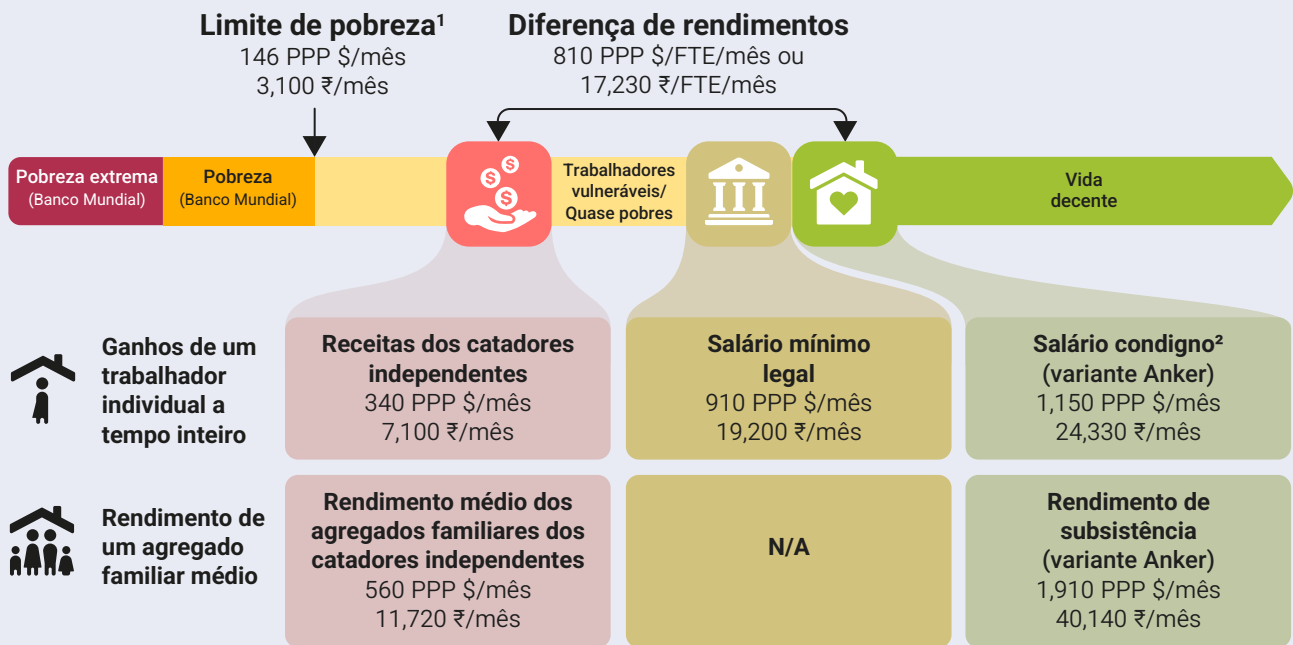 Limite de pobreza¹
146 PPP $/mês
3,100 ₹/mês
Diferença de rendimentos
810 PPP $/FTE/mês ou
17,230 ₹/FTE/mês
Pobreza extrema
(Banco Mundial)
Pobreza
(Banco Mundial)
$
$
$
Trabalhadores
vulneráveis/
Quase pobres
Vida
decente
Ganhos de um
trabalhador
individual a
tempo inteiro
Receitas dos catadores
independentes
340 PPP $/mês
7,100 ₹/mês
Salário mínimo
legal
910 PPP $/mês
19,200 ₹/mês
Salário condigno²
(variante Anker)
1,150 PPP $/mês
24,330 ₹/mês
Rendimento de
um agregado
familiar médio
Rendimento médio dos
agregados familiares dos
catadores independentes
560 PPP $/mês
11,720 ₹/mês
N/A
Rendimento de
subsistência
(variante Anker)
1,910 PPP $/mês
40,140 ₹/mês